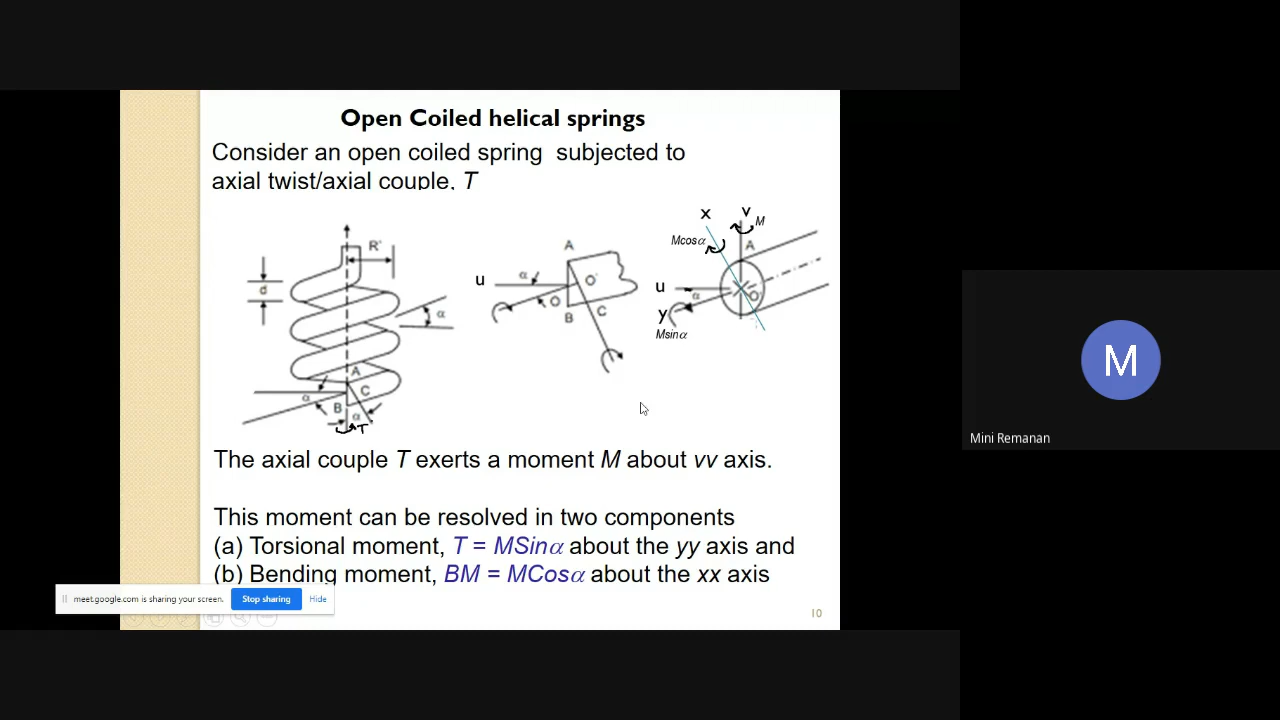 Open Coiled helical springs
Consider an open coiled spring subjected to
axial twist/axial couple, T
R'
d
α
A
C
α
B
α
T
A
u
α
O'
O
B
C
X
V
M
Mcosα
A
u
α
O'
y
Msinα
The axial couple T exerts a moment M about vv axis.
This moment can be resolved in two components
(a) Torsional moment, T = MSinα about the yy axis and
(b) Bending moment, BM = MCosα about the xx axis
meet.google.com is sharing your screen.
Stop sharing
Hide
10
M
Mini Remanan